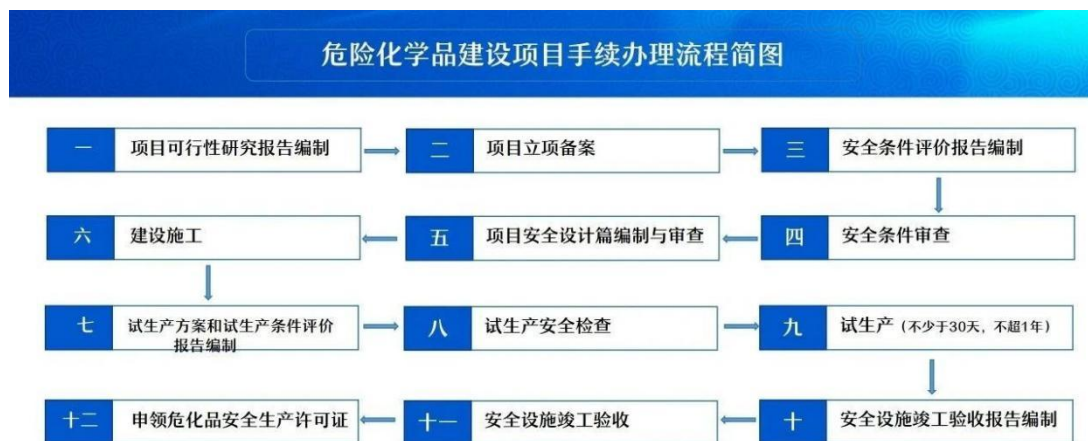 危险化学品建设项目手续办理流程简图
一 项目可行性研究报告编制
二 项目立项备案
三 安全条件评价报告编制
四 安全条件审查
五 项目安全设计篇编制与审查
六 建设施工
七 试生产方案和试生产条件评价
报告编制
八 试生产安全检查
九 试生产（不少于30天，不超1年）
十 安全设施竣工验收报告编制
十一 安全设施竣工验收
十二 申领危化品安全生产许可证